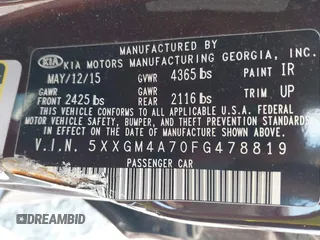 MANUFACTURED BY
KIA KIA MOTORS MANUFACTURING GEORGIA, INC.
MAY/12/15 GVWR 4365 lbs PAINT IR
GAWR GAWR
FRONT 2425 lbs REAR 2116 lbs TRIM UP
THIS VEHICLE CONFORMS TO ALL APPLICABLE FEDERAL
MOTOR VEHICLE SAFETY, BUMPER, AND THEFT PREVENTION
STANDARDS IN EFFECT ON THE DATE OF MANUFACTURE SHOWN ABOVE.
V.I.N. 5XXGM4A70FG478819
PASSENGER CAR
DREAMBID